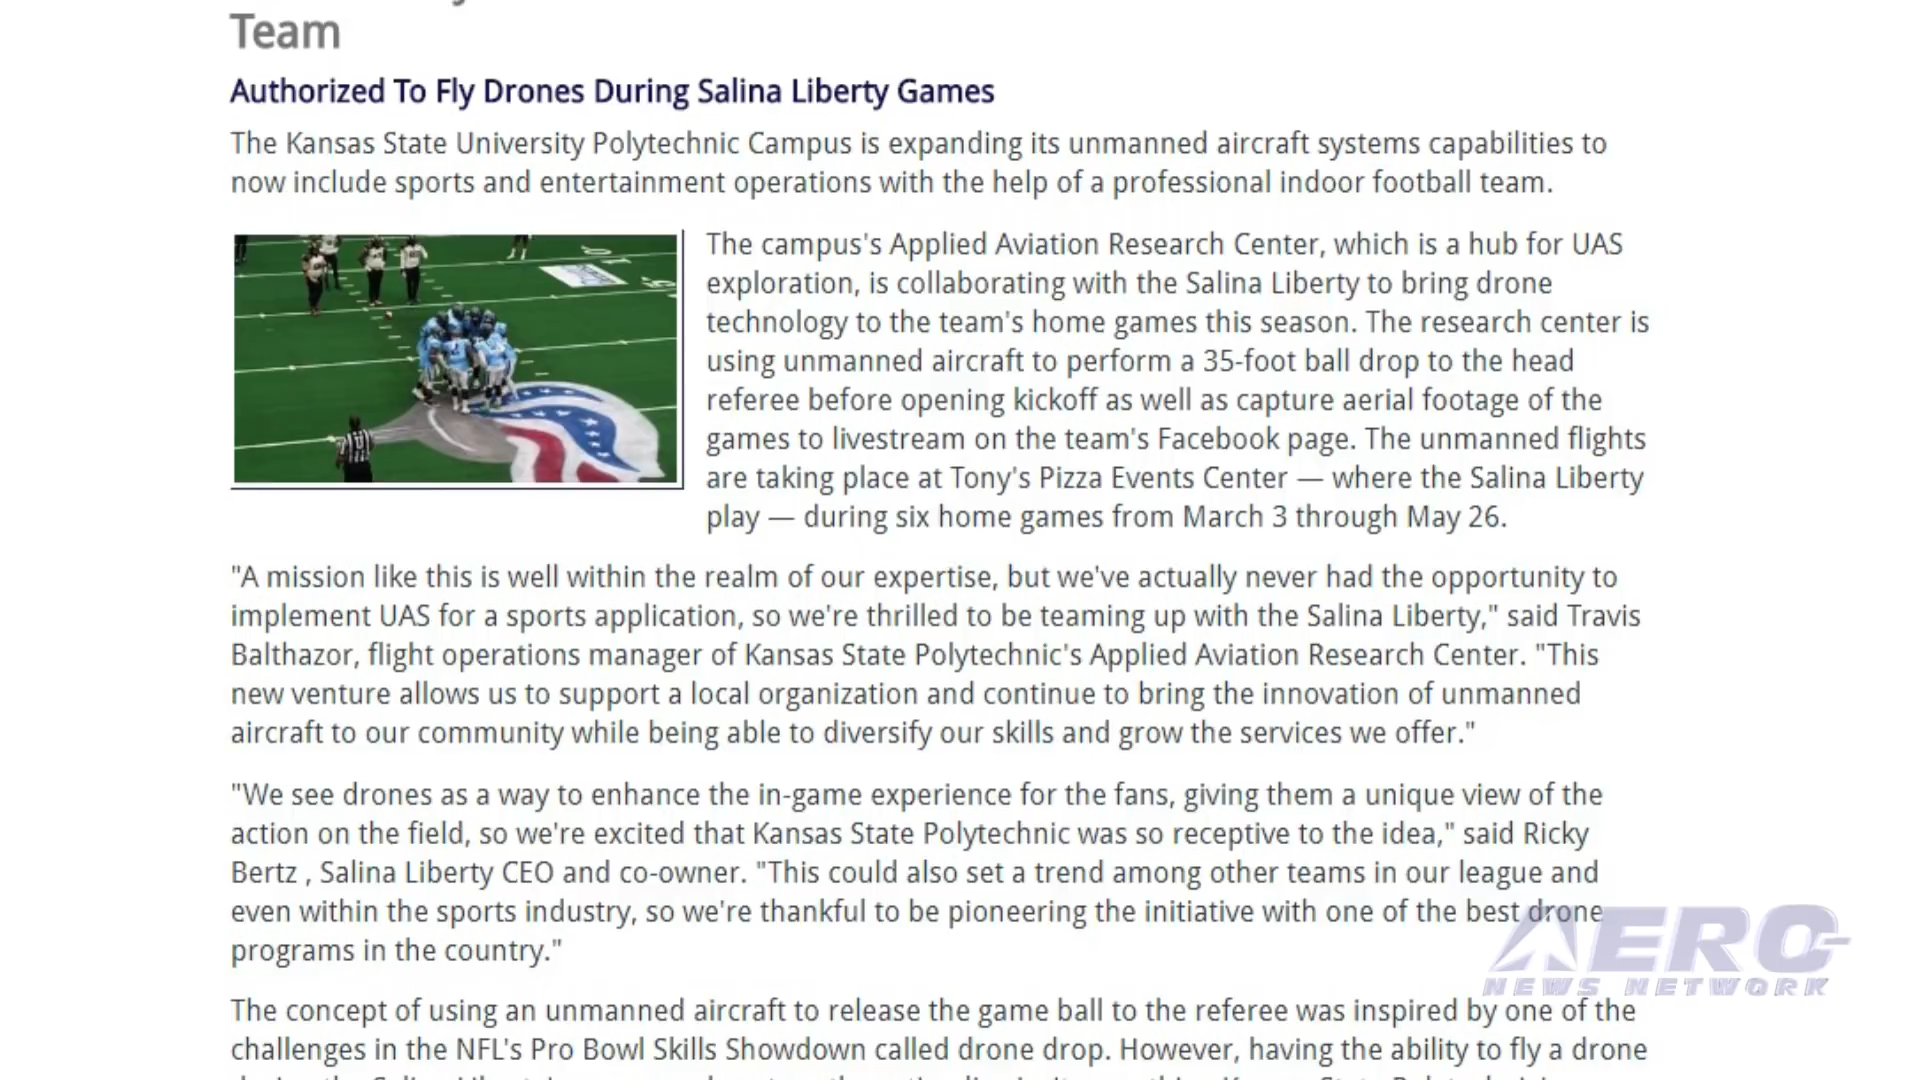 Team
Authorized To Fly Drones During Salina Liberty Games
The Kansas State University Polytechnic Campus is expanding its unmanned aircraft systems capabilities to
now include sports and entertainment operations with the help of a professional indoor football team.
The campus's Applied Aviation Research Center, which is a hub for UAS
exploration, is collaborating with the Salina Liberty to bring drone
technology to the team's home games this season. The research center is
using unmanned aircraft to perform a 35-foot ball drop to the head
referee before opening kickoff as well as capture aerial footage of the
games to livestream on the team's Facebook page. The unmanned flights
are taking place at Tony's Pizza Events Center — where the Salina Liberty
play — during six home games from March 3 through May 26.
"A mission like this is well within the realm of our expertise, but we've actually never had the opportunity to
implement UAS for a sports application, so we're thrilled to be teaming up with the Salina Liberty," said Travis
Balthazor, flight operations manager of Kansas State Polytechnic's Applied Aviation Research Center. "This
new venture allows us to support a local organization and continue to bring the innovation of unmanned
aircraft to our community while being able to diversify our skills and grow the services we offer."
"We see drones as a way to enhance the in-game experience for the fans, giving them a unique view of the
action on the field, so we're excited that Kansas State Polytechnic was so receptive to the idea," said Ricky
Bertz , Salina Liberty CEO and co-owner. "This could also set a trend among other teams in our league and
even within the sports industry, so we're thankful to be pioneering the initiative with one of the best drone
programs in the country."
AERO
NEWS NETWORK
The concept of using an unmanned aircraft to release the game ball to the referee was inspired by one of the
challenges in the NFL's Pro Bowl Skills Showdown called drone drop. However, having the ability to fly a drone